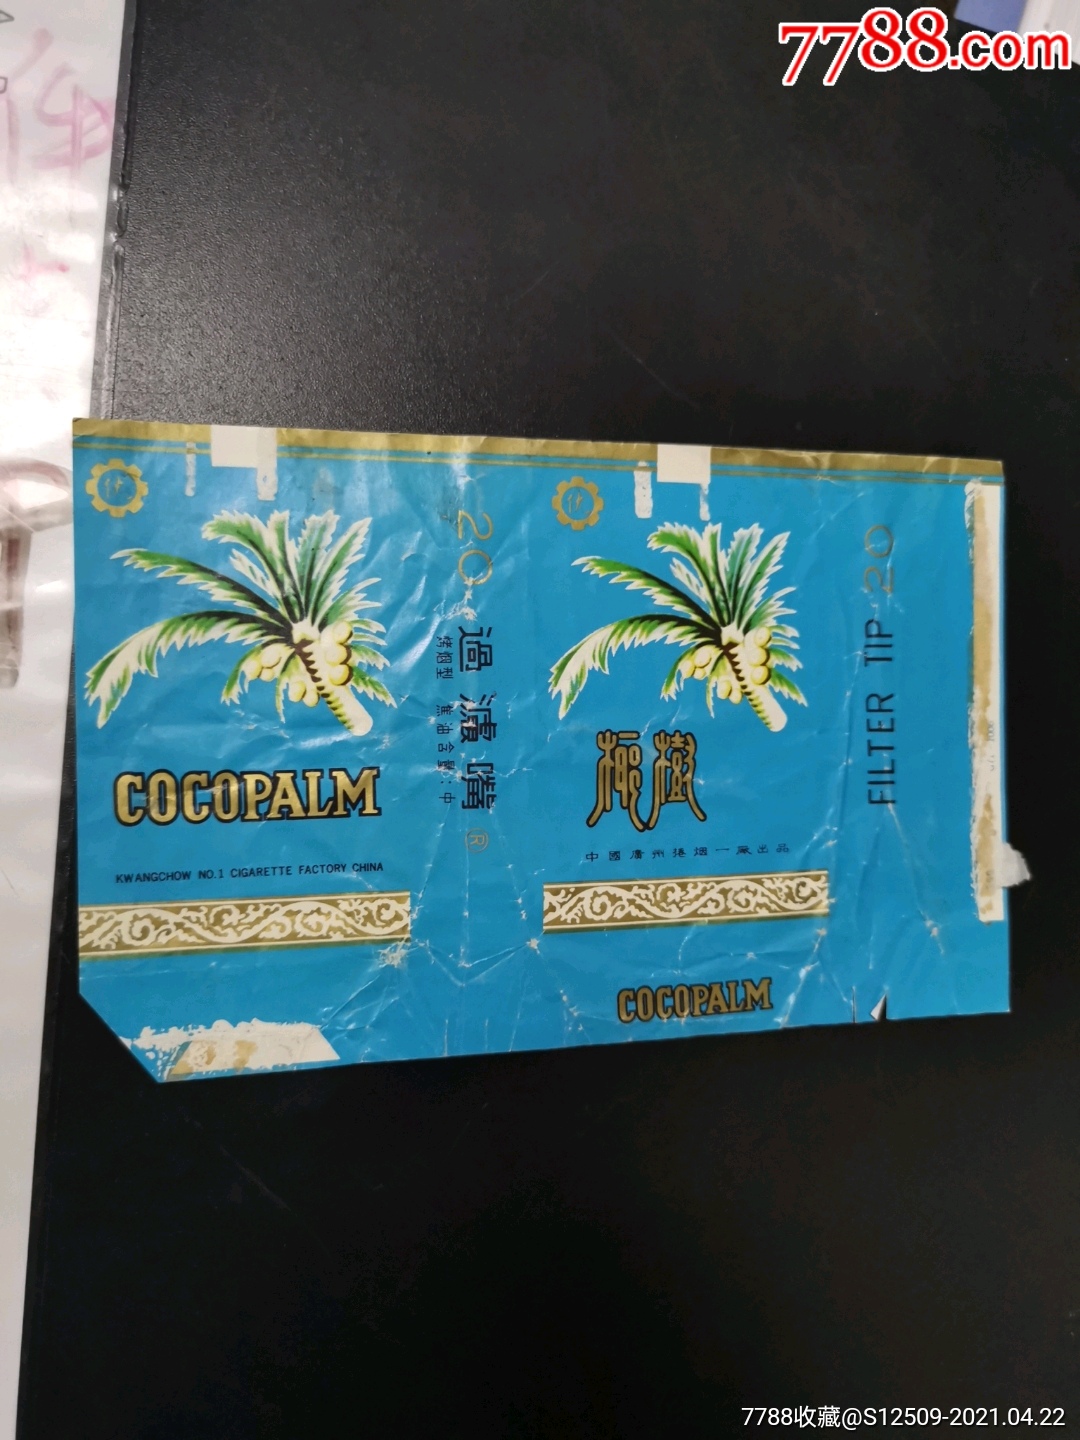 7788.com
COCOPALM
KWANGCHOW NO.1 CIGARETTE FACTORY CHINA
20 過濾嘴
烤烟型 焦油含量:中
®
椰樹
中國廣州捲烟一廠出品
COCOPALM
FILTER TIP 20
7788收藏@S12509-2021.04.22